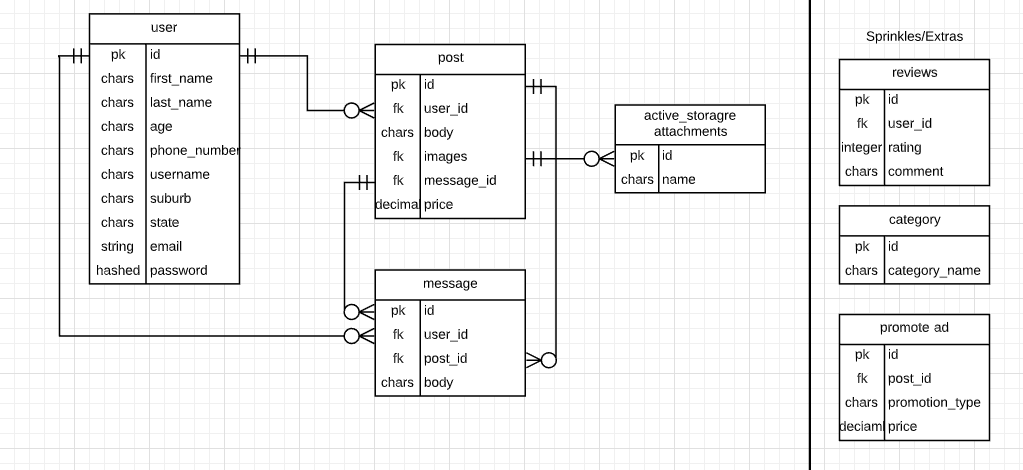 user
pk id
chars first_name
chars last_name
chars age
chars phone_number
chars username
chars suburb
chars state
string email
hashed password
post
pk id
fk user_id
chars body
fk images
fk message_id
decimal price
active_storagre
attachments
pk id
chars name
message
pk id
fk user_id
fk post_id
chars body
Sprinkles/Extras
reviews
pk id
fk user_id
integer rating
chars comment
category
pk id
chars category_name
promote ad
pk id
fk post_id
chars promotion_type
deciaml price